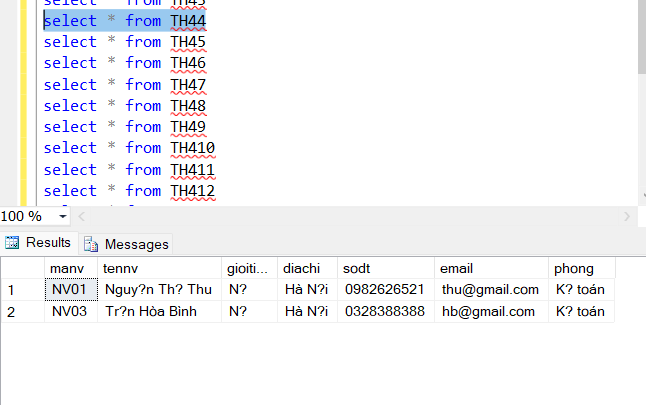 select * from TH43
select * from TH44
select * from TH45
select * from TH46
select * from TH47
select * from TH48
select * from TH49
select * from TH410
select * from TH411
select * from TH412
100 %
Results Messages
manv tennv gioiti... diachi sodt email phong
1 NV01 Nguy?n Th? Thu N? Hà N?i 0982626521 thu@gmail.com K? toán
2 NV03 Tr?n Hòa Bình N? Hà N?i 0328388388 hb@gmail.com K? toán